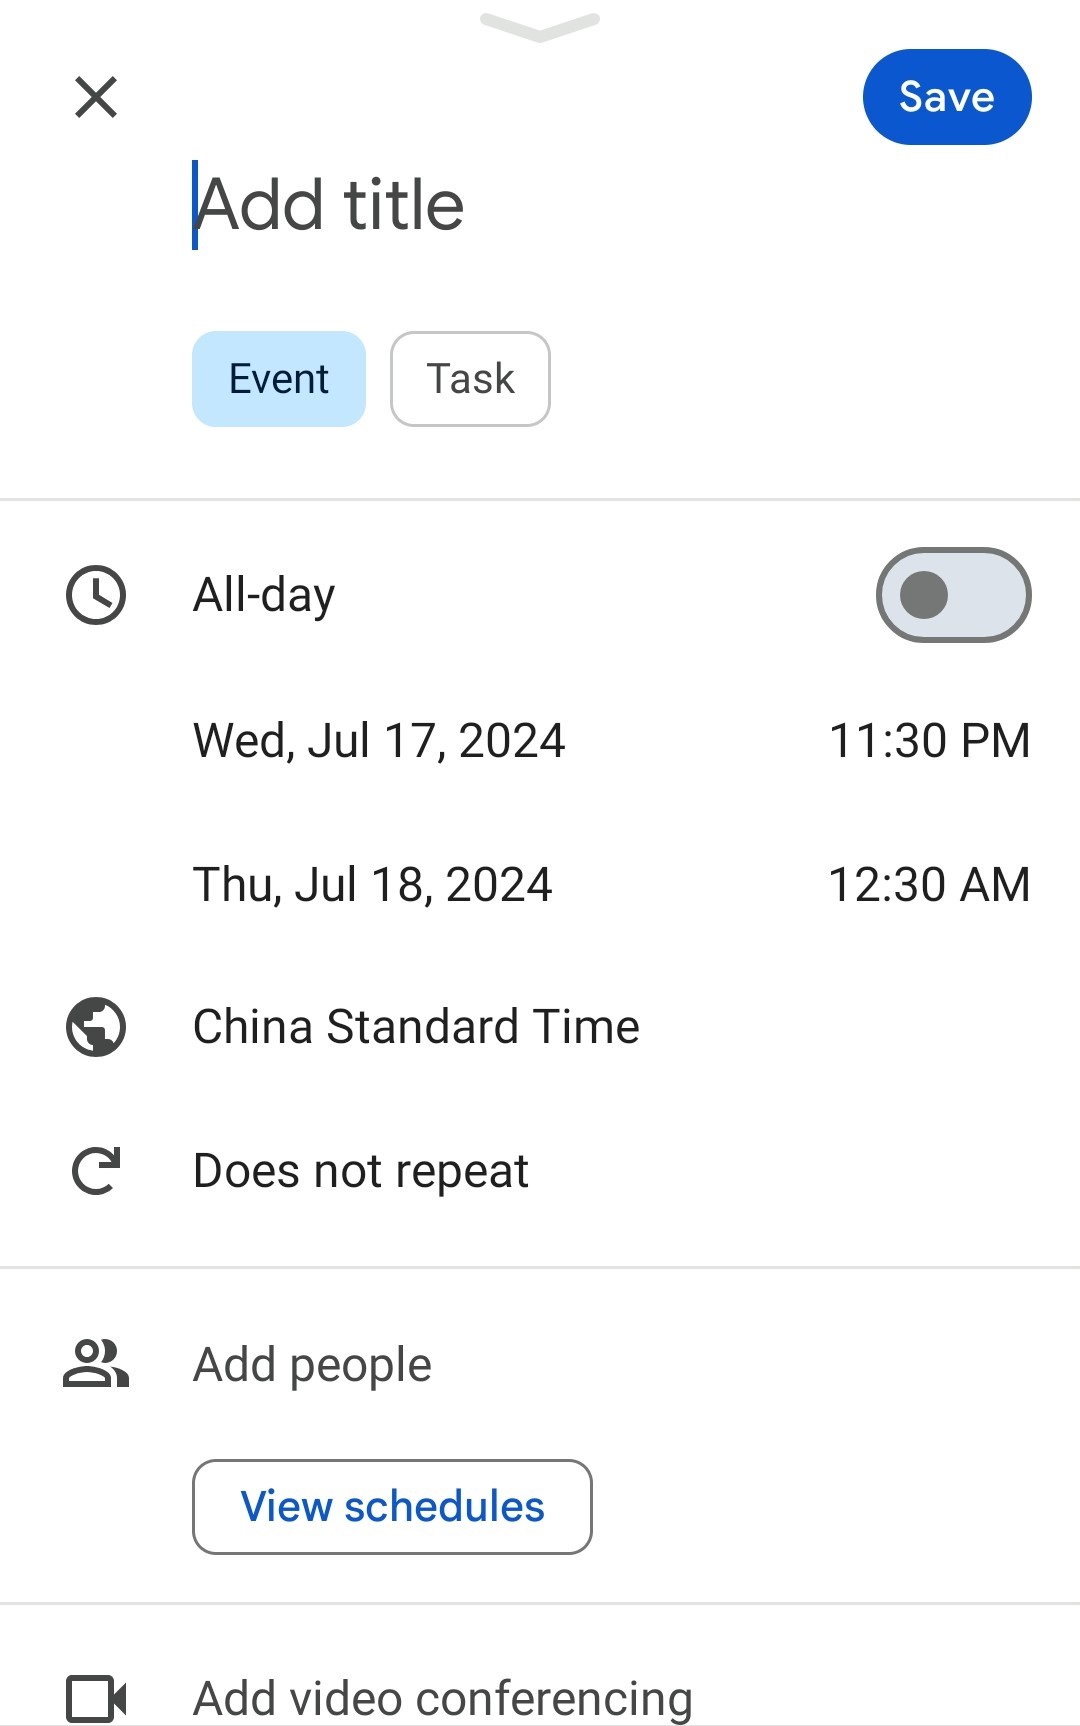 Save
Add title
Event Task
All-day
Wed, Jul 17, 2024 11:30 PM
Thu, Jul 18, 2024 12:30 AM
China Standard Time
Does not repeat
Add people
View schedules
Add video conferencing